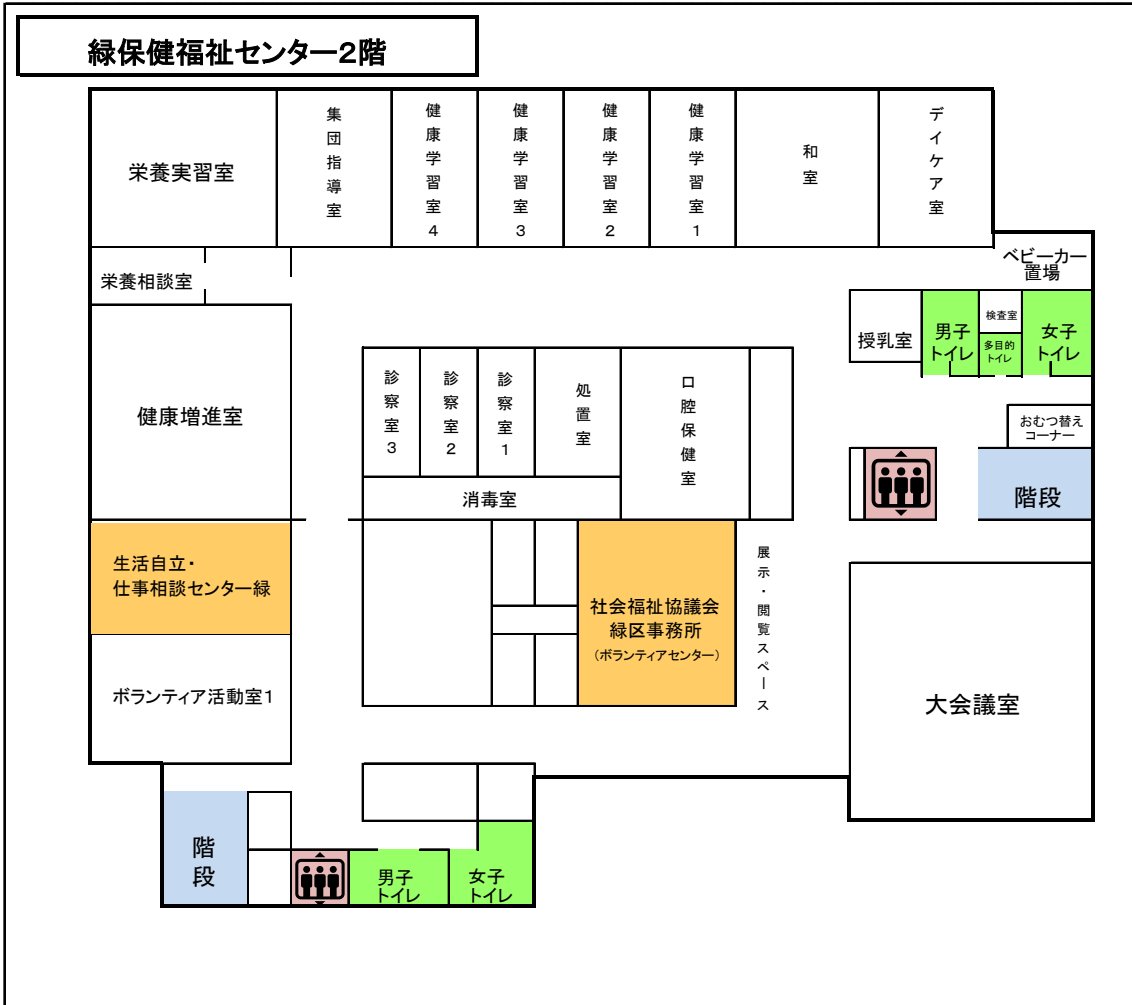 緑保健福祉センター2階
栄養実習室
集団指導室
健康学習室4
健康学習室3
健康学習室2
健康学習室1
和室
デイケア室
ベビーカー
置場
栄養相談室
授乳室
男子
トイレ
検査室
多目的
トイレ
女子
トイレ
健康増進室
診察室3
診察室2
診察室1
処置室
口腔保健室
おむつ替え
コーナー
消毒室
階段
生活自立・
仕事相談センター緑
社会福祉協議会
緑区事務所
（ボランティアセンター）
展示・閲覧スペース
ボランティア活動室1
大会議室
階段
男子
トイレ
女子
トイレ